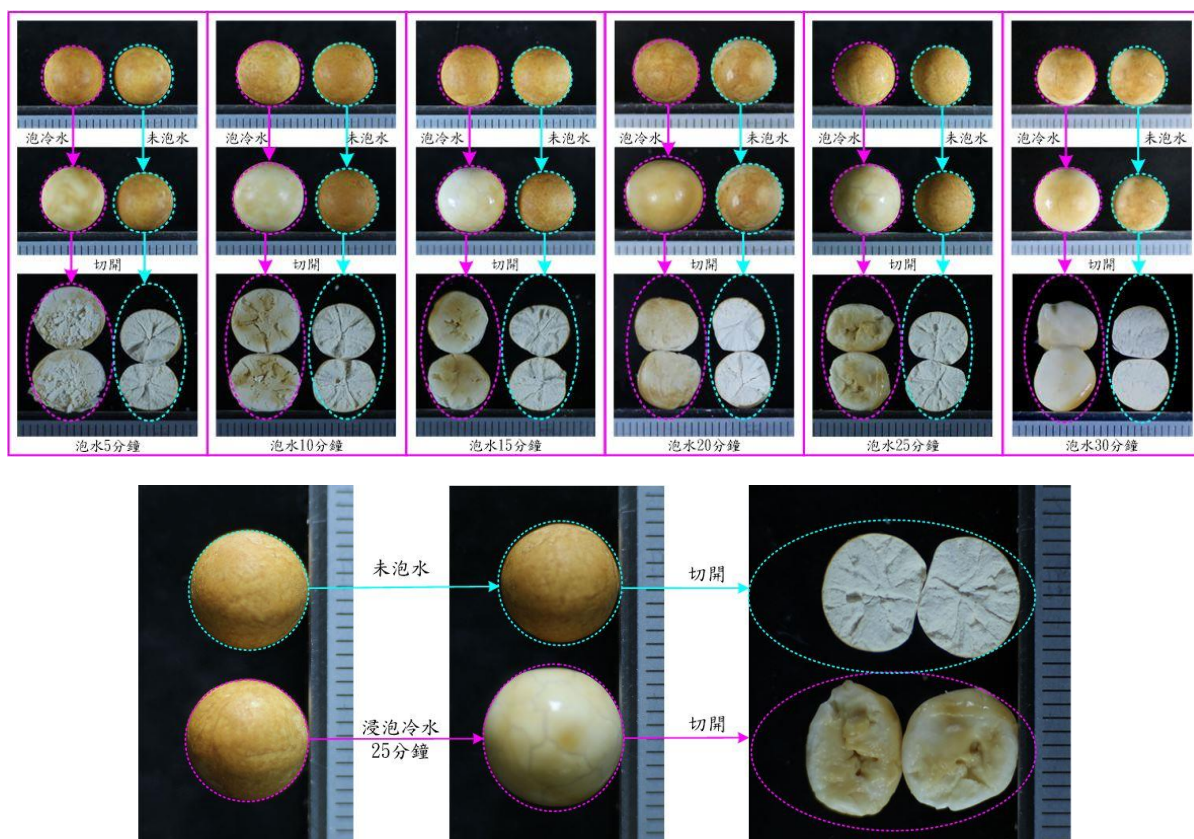 泡冷水
未泡水
泡冷水
未泡水
泡冷水
未泡水
泡冷水
未泡水
泡冷水
未泡水
泡冷水
未泡水
切開
切開
切開
切開
切開
切開
泡水5分鐘
泡水10分鐘
泡水15分鐘
泡水20分鐘
泡水25分鐘
泡水30分鐘
未泡水
切開
浸泡冷水
25分鐘
切開